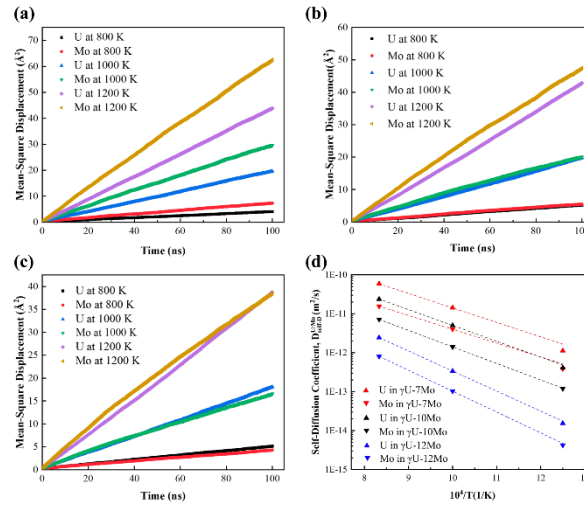 (a)
U at 800 K
Mo at 800 K
U at 1000 K
Mo at 1000 K
U at 1200 K
Mo at 1200 K
Mean-Square Displacement (Å²)
0
10
20
30
40
50
60
70
0
20
40
60
80
100
Time (ns)
(b)
U at 800 K
Mo at 800 K
U at 1000 K
Mo at 1000 K
U at 1200 K
Mo at 1200 K
Mean-Square Displacement (Å²)
0
10
20
30
40
50
60
0
20
40
60
80
Time (ns)
(c)
U at 800 K
Mo at 800 K
U at 1000 K
Mo at 1000 K
U at 1200 K
Mo at 1200 K
Mean-Square Displacement (Å²)
0
5
10
15
20
25
30
35
40
0
20
40
60
80
100
Time (ns)
(d)
U in γU-7Mo
Mo in γU-7Mo
U in γU-10Mo
Mo in γU-10Mo
U in γU-12Mo
Mo in γU-12Mo
Self-Diffusion Coefficient, (m²/s)
1E-10
1E-11
1E-12
1E-13
1E-14
1E-15
8
9
10
11
12
10⁴/T(1/K)